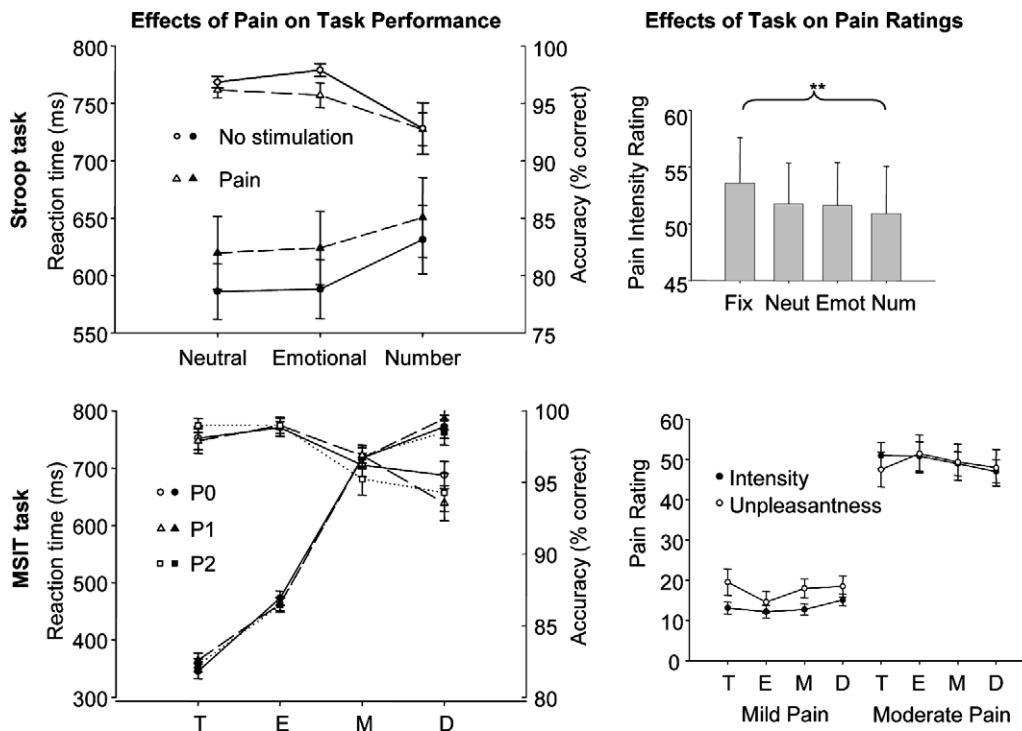 Effects of Pain on Task Performance
Effects of Task on Pain Ratings
Stroop task
Reaction time (ms)
800
750
700
650
600
550
No stimulation
Pain
Neutral Emotional Number
100
95
90
85
80
75
Accuracy (% correct)
Pain Intensity Rating
60
55
50
45
**
Fix Neut Emot Num
MSIT task
Reaction time (ms)
800
700
600
500
400
300
P0
P1
P2
T E M D
100
95
90
85
80
Accuracy (% correct)
Pain Rating
60
50
40
30
20
10
0
Intensity
Unpleasantness
T E M D T E M D
Mild Pain Moderate Pain